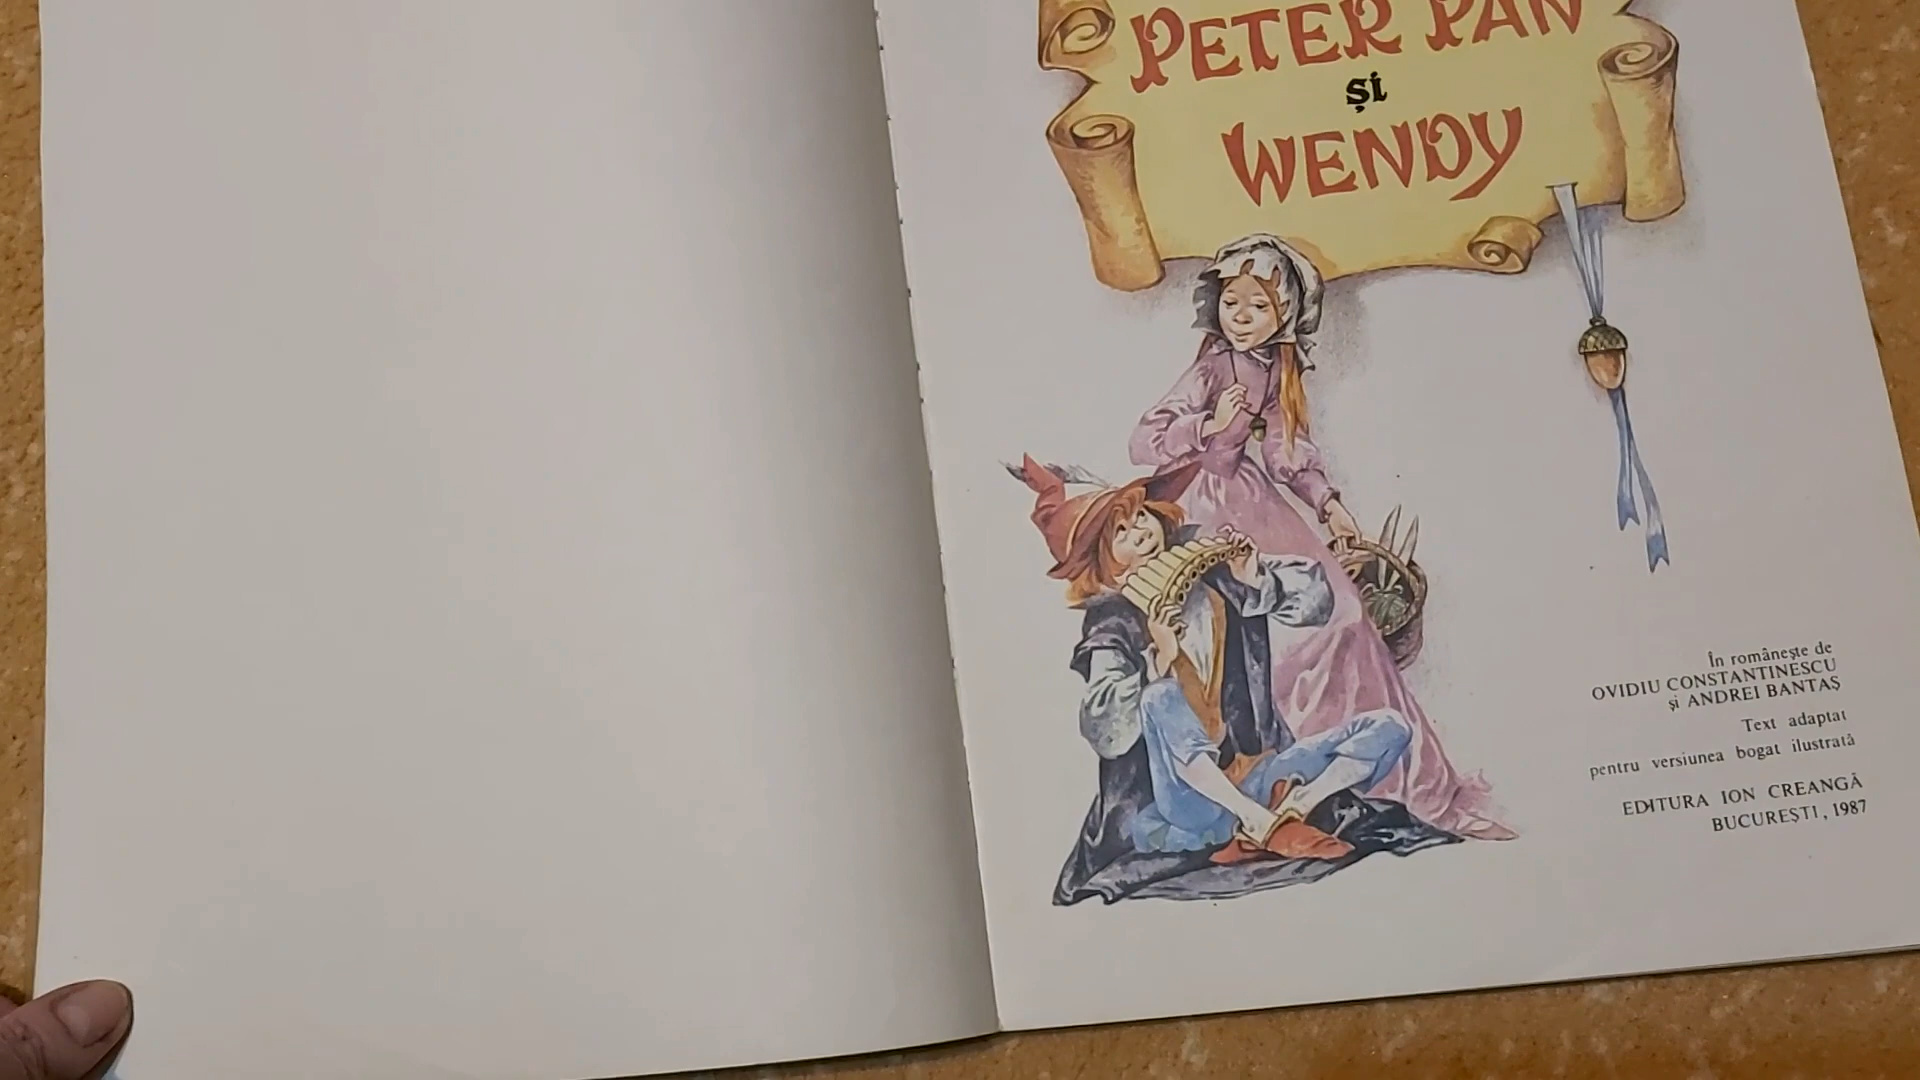 PETER PAN
și
WENDY
În românește de
OVIDIU CONSTANTINESCU
și ANDREI BANTAȘ
Text adaptat
pentru versiunea bogat ilustrată
EDITURA ION CREANGĂ
BUCUREȘTI, 1987